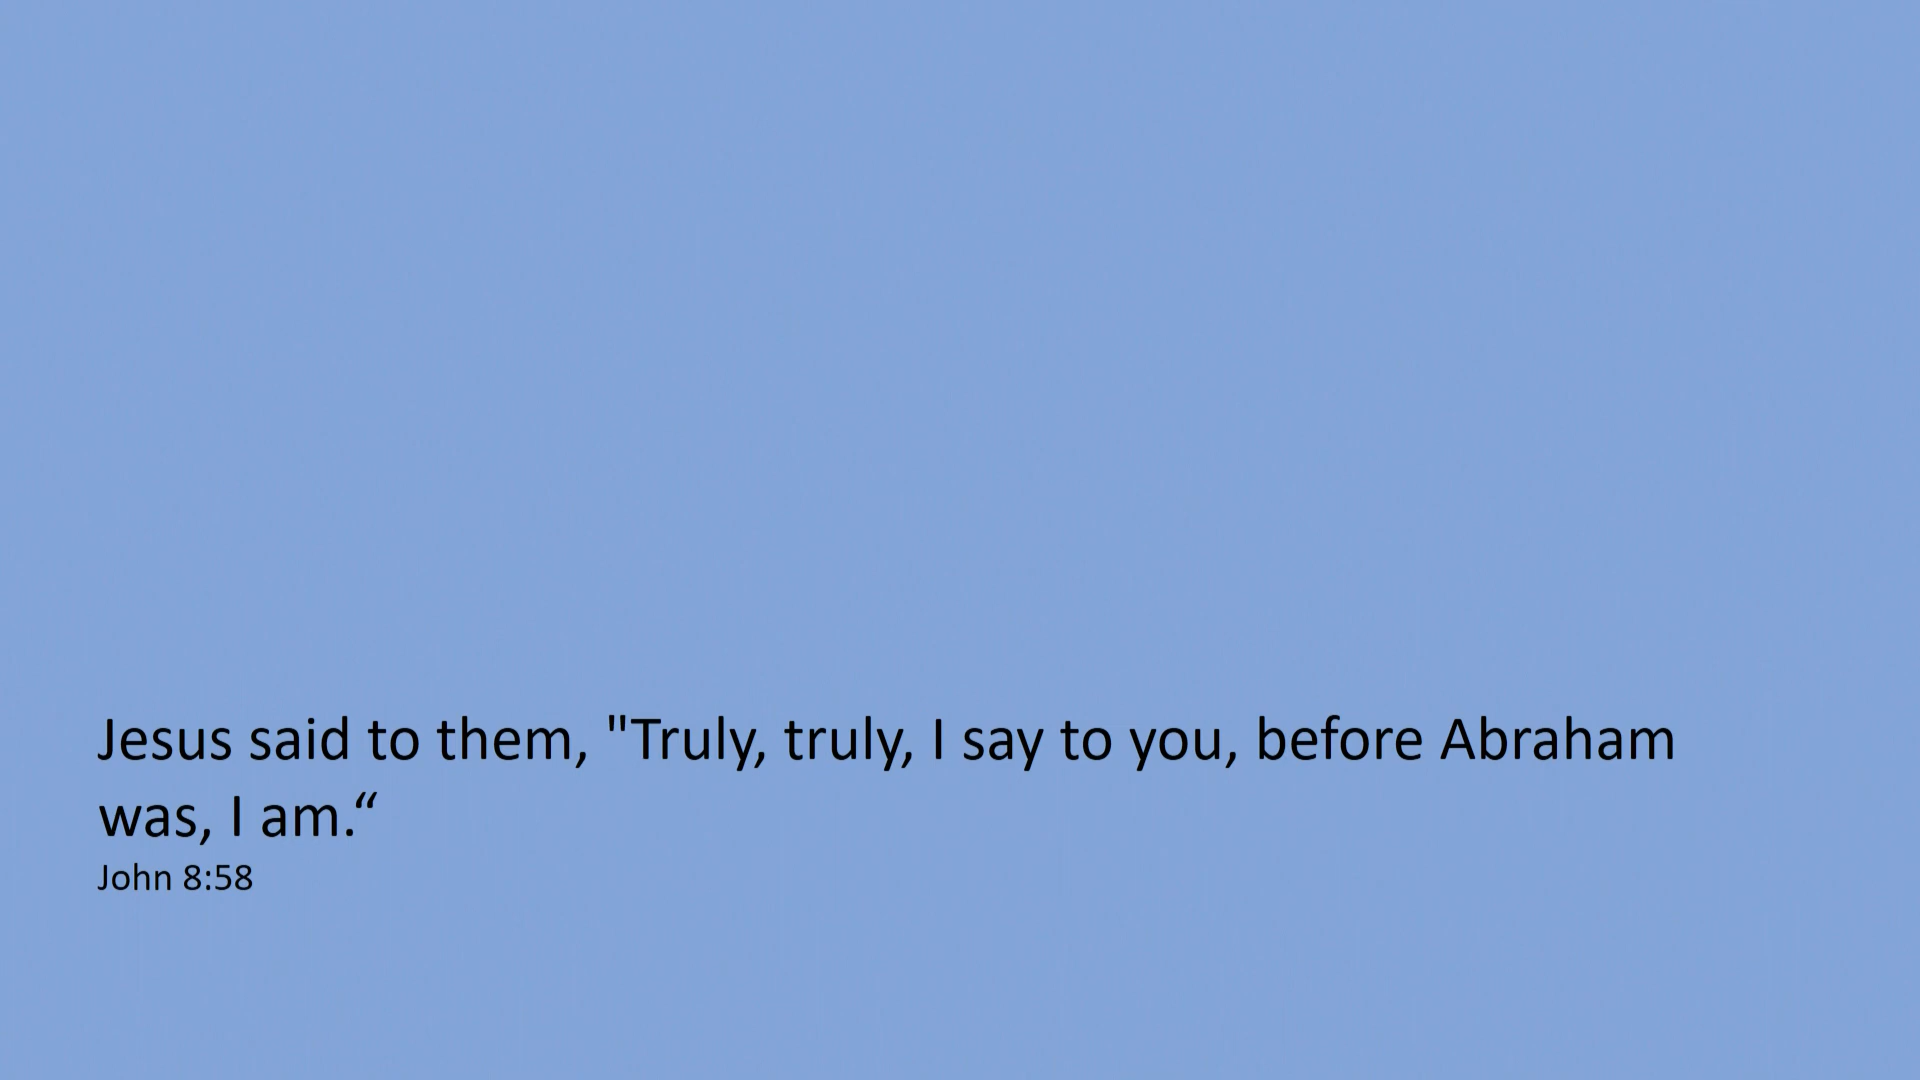 Jesus said to them, "Truly, truly, I say to you, before Abraham
was, I am.“
John 8:58